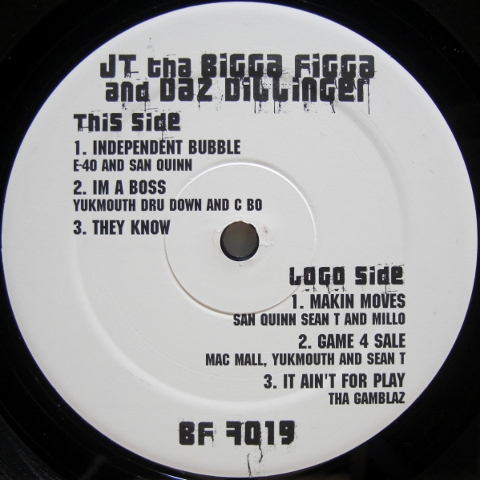 JT tha Bigga Figga
and Daz Dillinger
This Side
1. INDEPENDENT BUBBLE
E-40 AND SAN QUINN
2. IM A BOSS
YUKMOUTH DRU DOWN AND C BO
3. THEY KNOW
LOGO Side
1. MAKIN MOVES
SAN QUINN SEAN T AND MILLO
2. GAME 4 SALE
MAC MALL, YUKMOUTH AND SEAN T
3. IT AIN'T FOR PLAY
THA GAMBLAZ
BF 7019